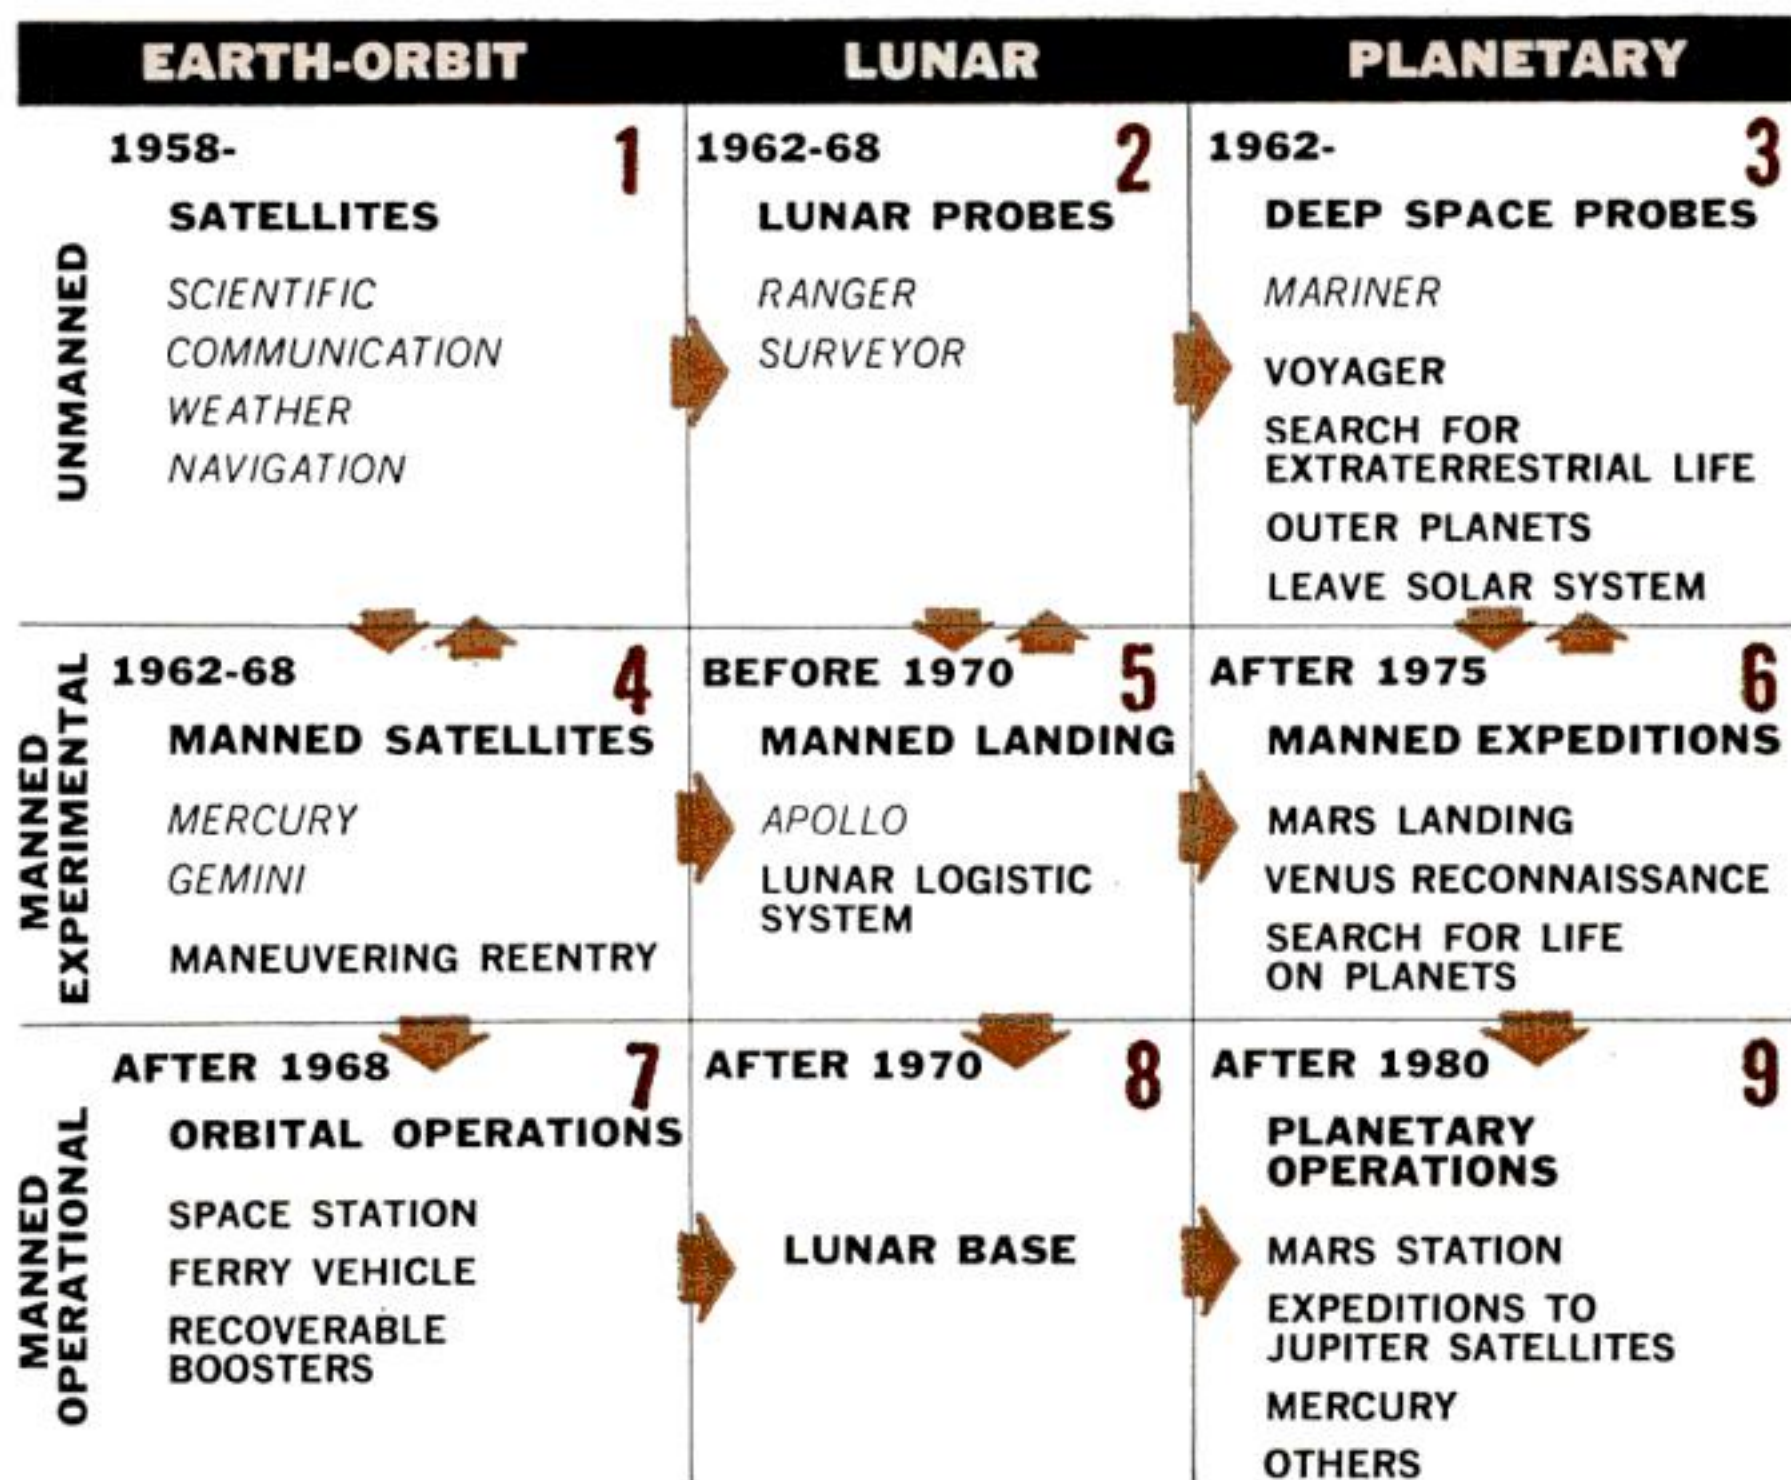 EARTH-ORBIT
LUNAR
PLANETARY
UNMANNED
1958-
1
SATELLITES
SCIENTIFIC
COMMUNICATION
WEATHER
NAVIGATION
1962-68
2
LUNAR PROBES
RANGER
SURVEYOR
1962-
3
DEEP SPACE PROBES
MARINER
VOYAGER
SEARCH FOR
EXTRATERRESTRIAL LIFE
OUTER PLANETS
LEAVE SOLAR SYSTEM
MANNED
EXPERIMENTAL
1962-68
4
MANNED SATELLITES
MERCURY
GEMINI
MANEUVERING REENTRY
BEFORE 1970
5
MANNED LANDING
APOLLO
LUNAR LOGISTIC
SYSTEM
AFTER 1975
6
MANNED EXPEDITIONS
MARS LANDING
VENUS RECONNAISSANCE
SEARCH FOR LIFE
ON PLANETS
MANNED
OPERATIONAL
AFTER 1968
7
ORBITAL OPERATIONS
SPACE STATION
FERRY VEHICLE
RECOVERABLE
BOOSTERS
AFTER 1970
8
LUNAR BASE
AFTER 1980
9
PLANETARY
OPERATIONS
MARS STATION
EXPEDITIONS TO
JUPITER SATELLITES
MERCURY
OTHERS